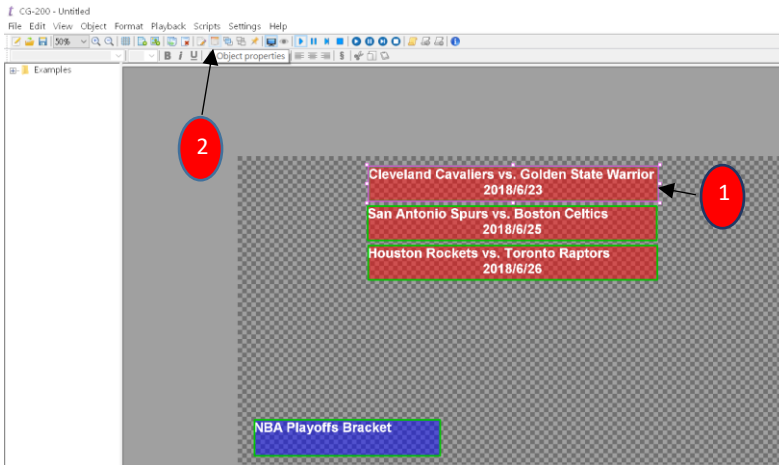 CG-200 - Untitled
File Edit View Object Format Playback Scripts Settings Help
50%
B i U Object properties §
Examples
2
Cleveland Cavaliers vs. Golden State Warrior
2018/6/23
1
San Antonio Spurs vs. Boston Celtics
2018/6/25
Houston Rockets vs. Toronto Raptors
2018/6/26
NBA Playoffs Bracket